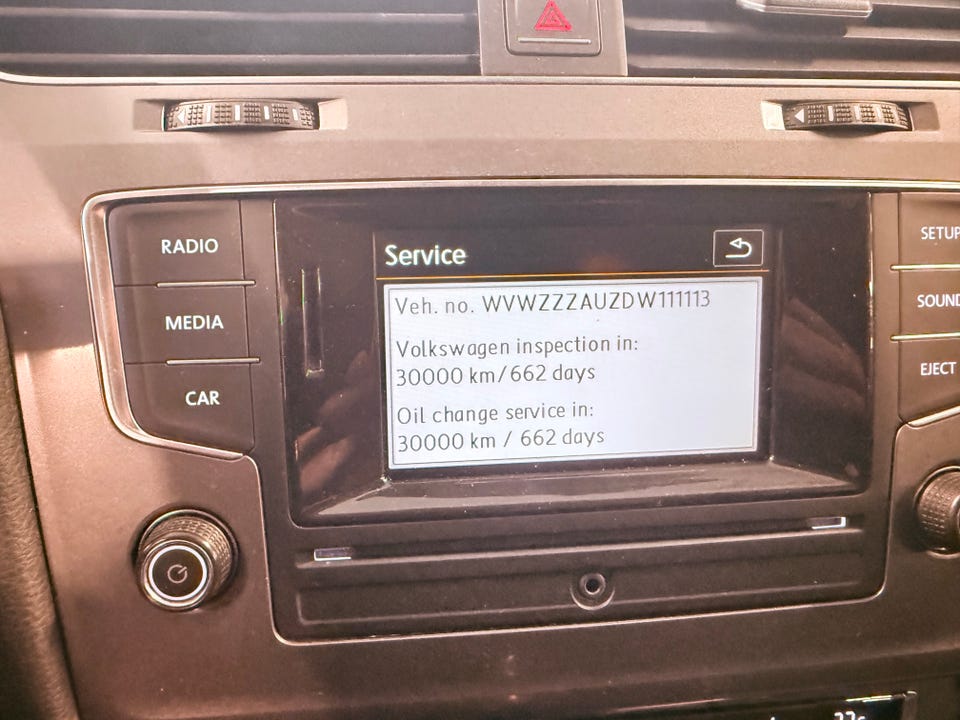 RADIO
MEDIA
CAR
Service
Veh. no. WVWZZZAUZDW111113
Volkswagen inspection in:
30000 km/662 days
Oil change service in:
30000 km / 662 days
SETUP
SOUND
EJECT